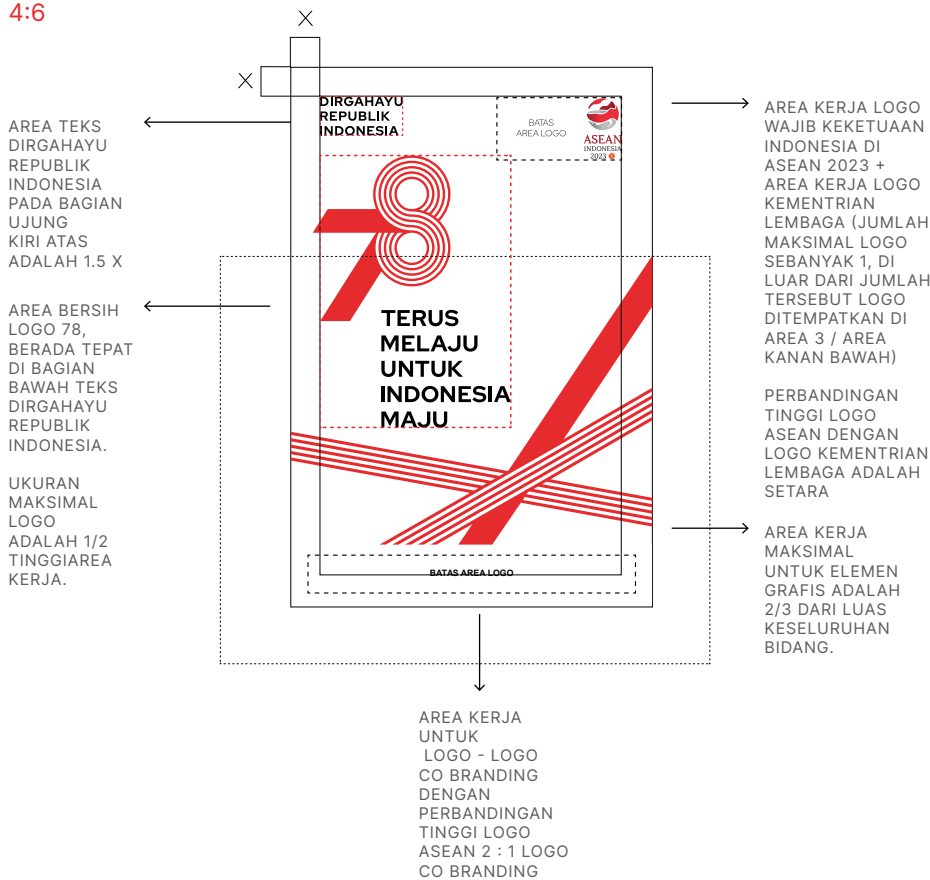 4:6
X
X
AREA TEKS
DIRGAHAYU
REPUBLIK
INDONESIA
PADA BAGIAN
UJUNG
KIRI ATAS
ADALAH 1.5 X
AREA BERSIH
LOGO 78,
BERADA TEPAT
DI BAGIAN
BAWAH TEKS
DIRGAHAYU
REPUBLIK
INDONESIA.
UKURAN
MAKSIMAL
LOGO
ADALAH 1/2
TINGGIAREA
KERJA.
DIRGAHAYU
REPUBLIK
INDONESIA
BATAS
AREA LOGO
ASEAN
INDONESIA
2023
78
TERUS
MELAJU
UNTUK
INDONESIA
MAJU
BATAS AREA LOGO
AREA KERJA LOGO
WAJIB KEKETUAAN
INDONESIA DI
ASEAN 2023 +
AREA KERJA LOGO
KEMENTRIAN
LEMBAGA (JUMLAH
MAKSIMAL LOGO
SEBANYAK 1, DI
LUAR DARI JUMLAH
TERSEBUT LOGO
DITEMPATKAN DI
AREA 3 / AREA
KANAN BAWAH)
PERBANDINGAN
TINGGI LOGO
ASEAN DENGAN
LOGO KEMENTRIAN
LEMBAGA ADALAH
SETARA
AREA KERJA
MAKSIMAL
UNTUK ELEMEN
GRAFIS ADALAH
2/3 DARI LUAS
KESELURUHAN
BIDANG.
AREA KERJA
UNTUK
LOGO - LOGO
CO BRANDING
DENGAN
PERBANDINGAN
TINGGI LOGO
ASEAN 2 : 1 LOGO
CO BRANDING